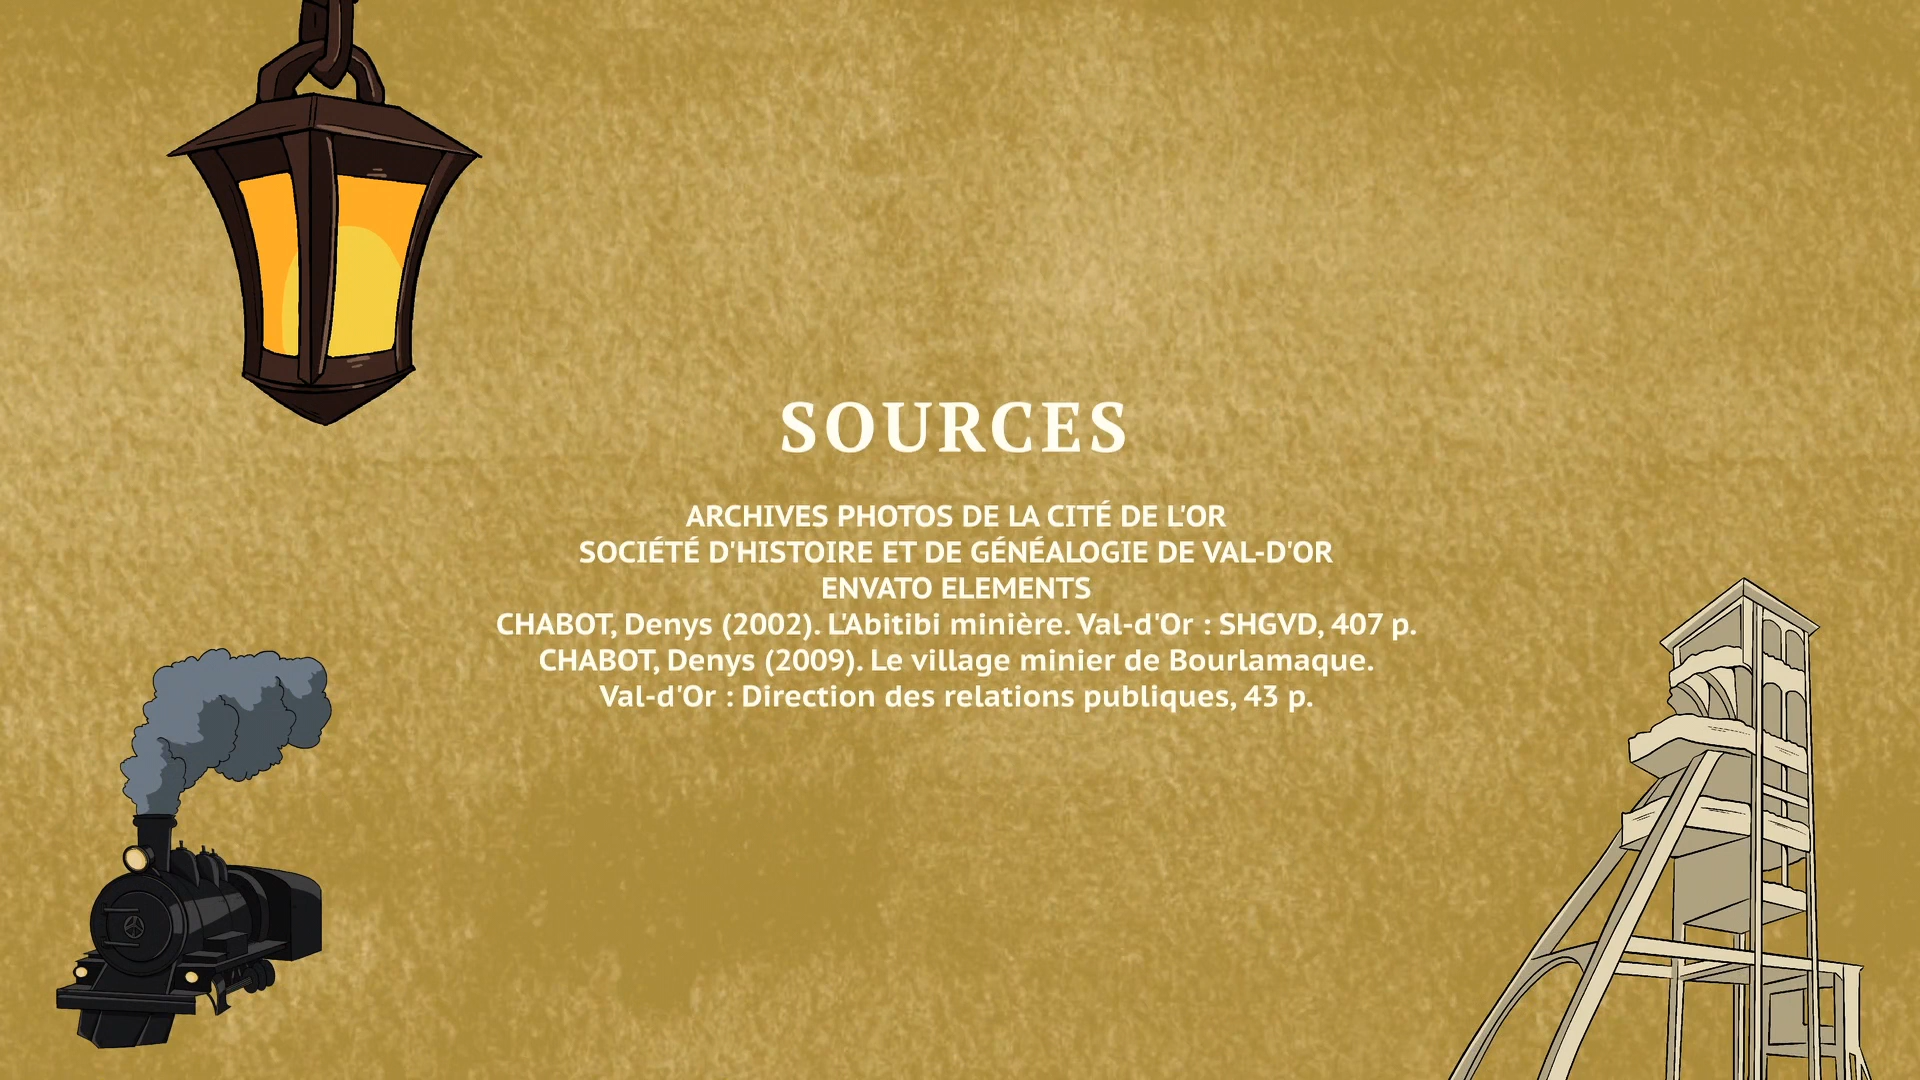 SOURCES
ARCHIVES PHOTOS DE LA CITÉ DE L'OR
SOCIÉTÉ D'HISTOIRE ET DE GÉNÉALOGIE DE VAL-D'OR
ENVATO ELEMENTS
CHABOT, Denys (2002). L'Abitibi minière. Val-d'Or : SHGVD, 407 p.
CHABOT, Denys (2009). Le village minier de Bourlamaque.
Val-d'Or : Direction des relations publiques, 43 p.